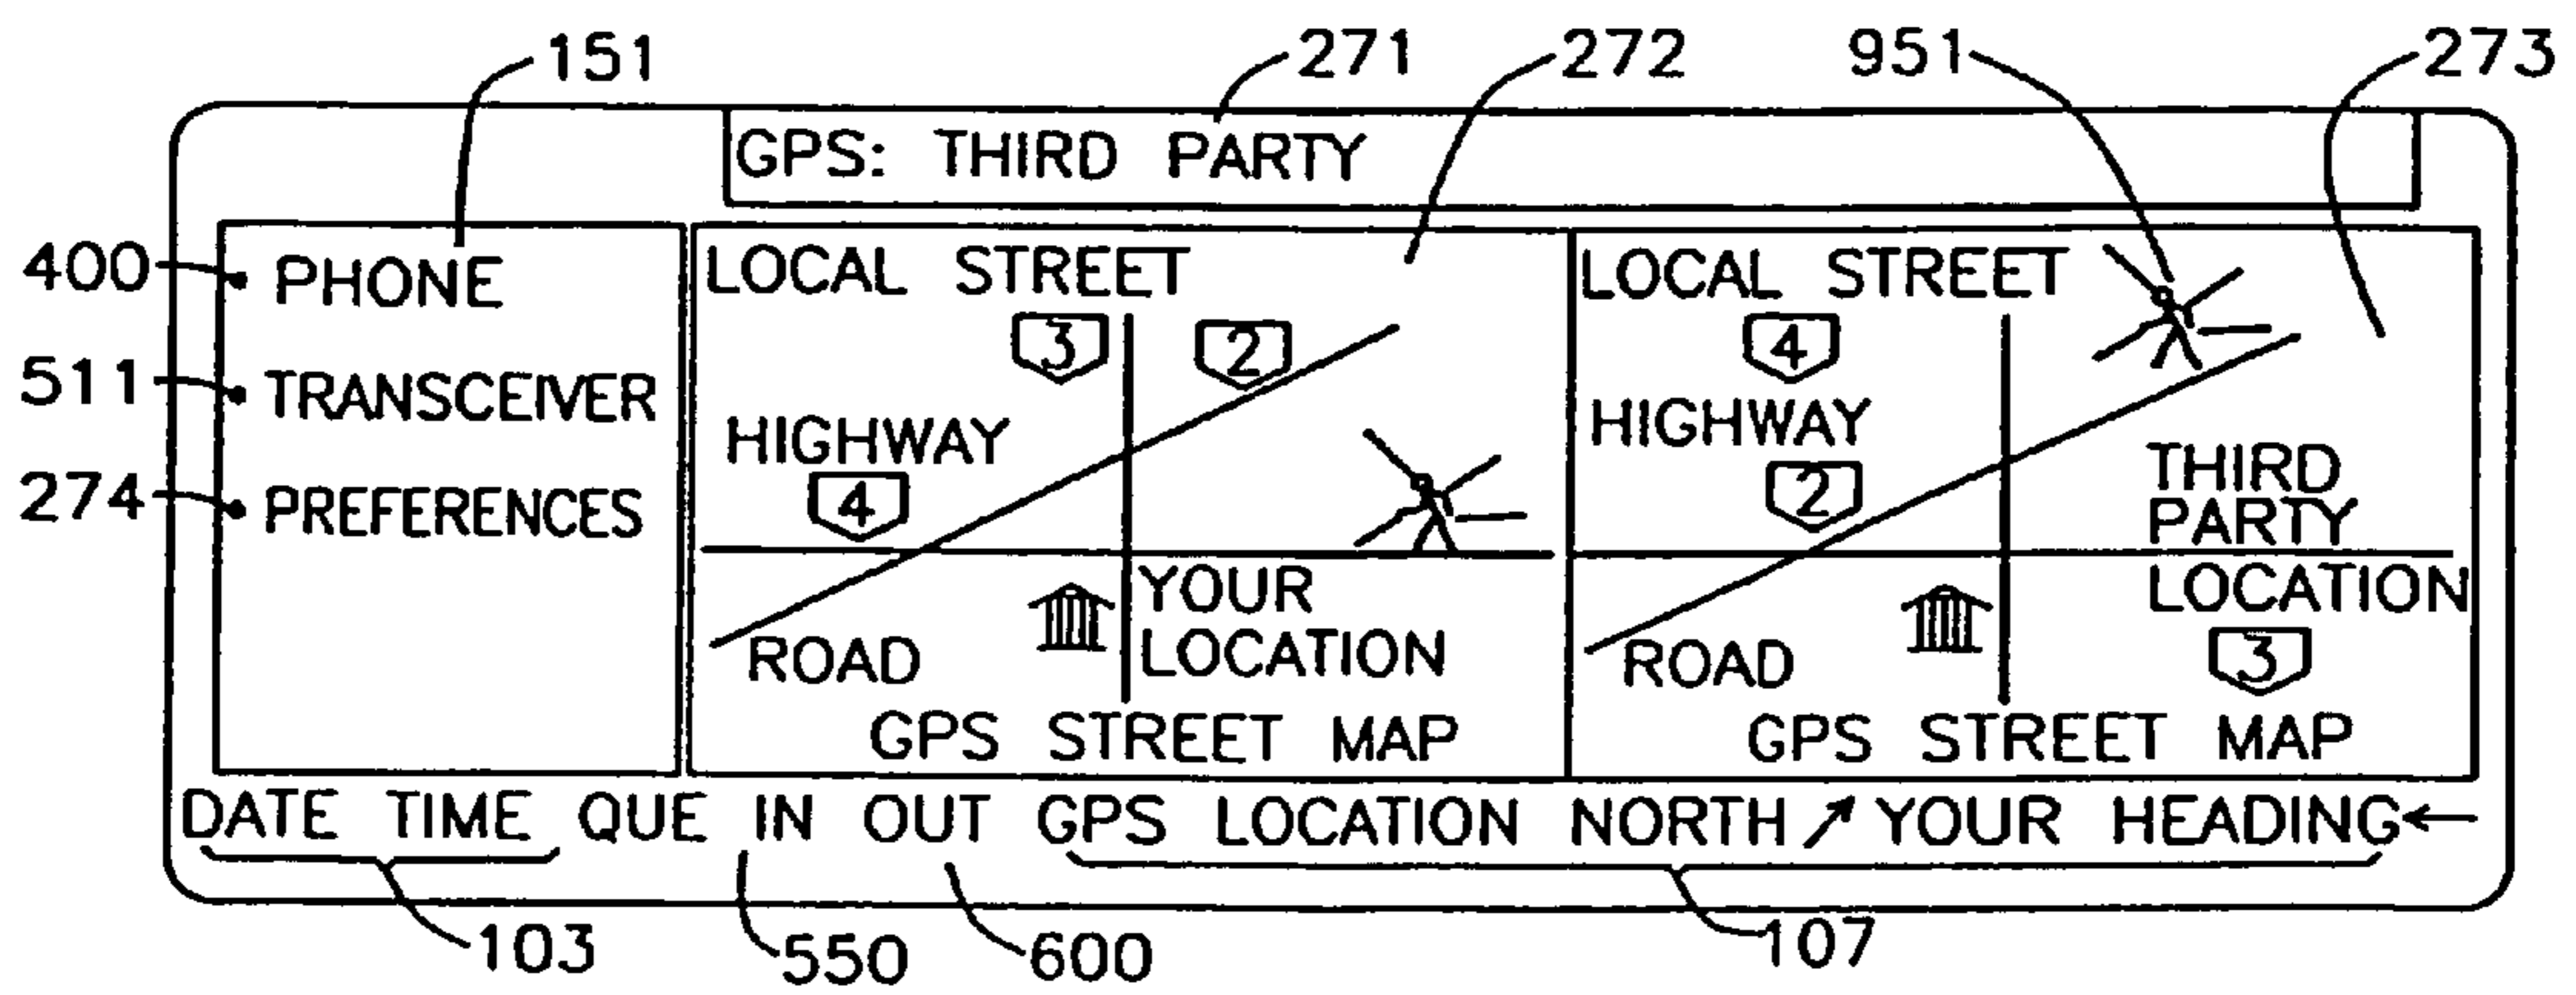 151 271 272 951 273
GPS: THIRD PARTY
400 PHONE
511 TRANSCEIVER
274 PREFERENCES
LOCAL STREET
3 2
HIGHWAY
4
YOUR
LOCATION
ROAD
GPS STREET MAP
LOCAL STREET
4
HIGHWAY
2
THIRD
PARTY
LOCATION
ROAD
3
GPS STREET MAP
DATE TIME QUE IN OUT GPS LOCATION NORTH YOUR HEADING
103 550 600 107